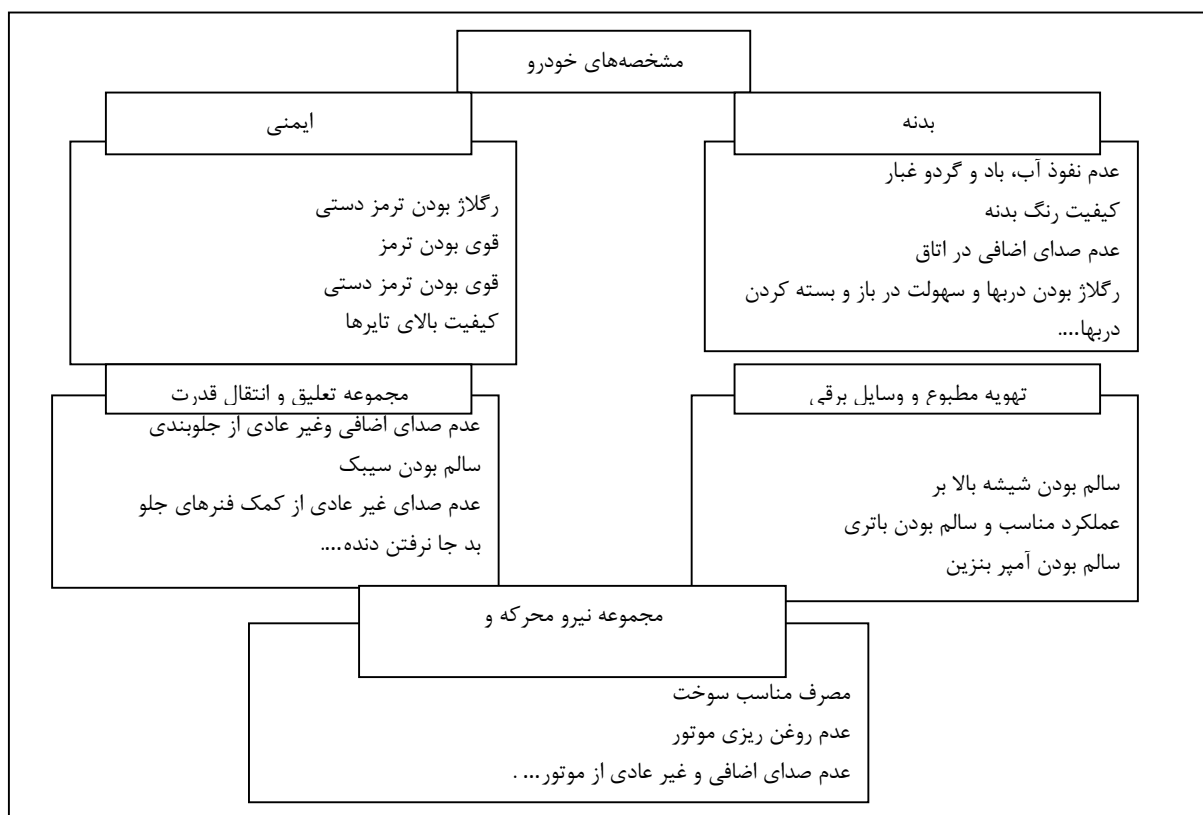 مشخصه‌های خودرو
بدنه
عدم نفوذ آب، باد و گردو غبار
کیفیت رنگ بدنه
عدم صدای اضافی در اتاق
رگلاژ بودن دربها و سهولت در باز و بسته کردن
دربها....
ایمنی
رگلاژ بودن ترمز دستی
قوی بودن ترمز
قوی بودن ترمز دستی
کیفیت بالای تایرها
تهویه مطبوع و وسایل برقی
سالم بودن شیشه بالا بر
عملکرد مناسب و سالم بودن باتری
سالم بودن آمپر بنزین
مجموعه تعلیق و انتقال قدرت
عدم صدای اضافی وغیر عادی از جلوبندی
سالم بودن سیبک
عدم صدای غیر عادی از کمک فنرهای جلو
بد جا نرفتن دنده....
مجموعه نیرو محرکه و
مصرف مناسب سوخت
عدم روغن ریزی موتور
عدم صدای اضافی و غیر عادی از موتور... .